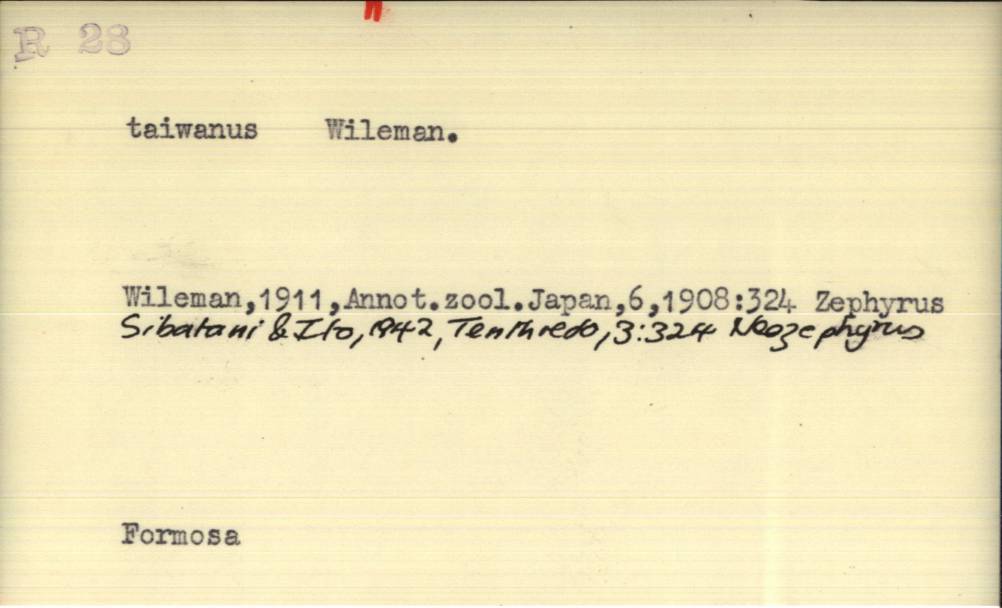 R 28
taiwanus Wileman.
Wileman,1911,Annot.zool.Japan,6,1908:324 Zephyrus
Sibatani & Ito, 1942, Tenthredo, 3:324 Neozephyrus
Formosa